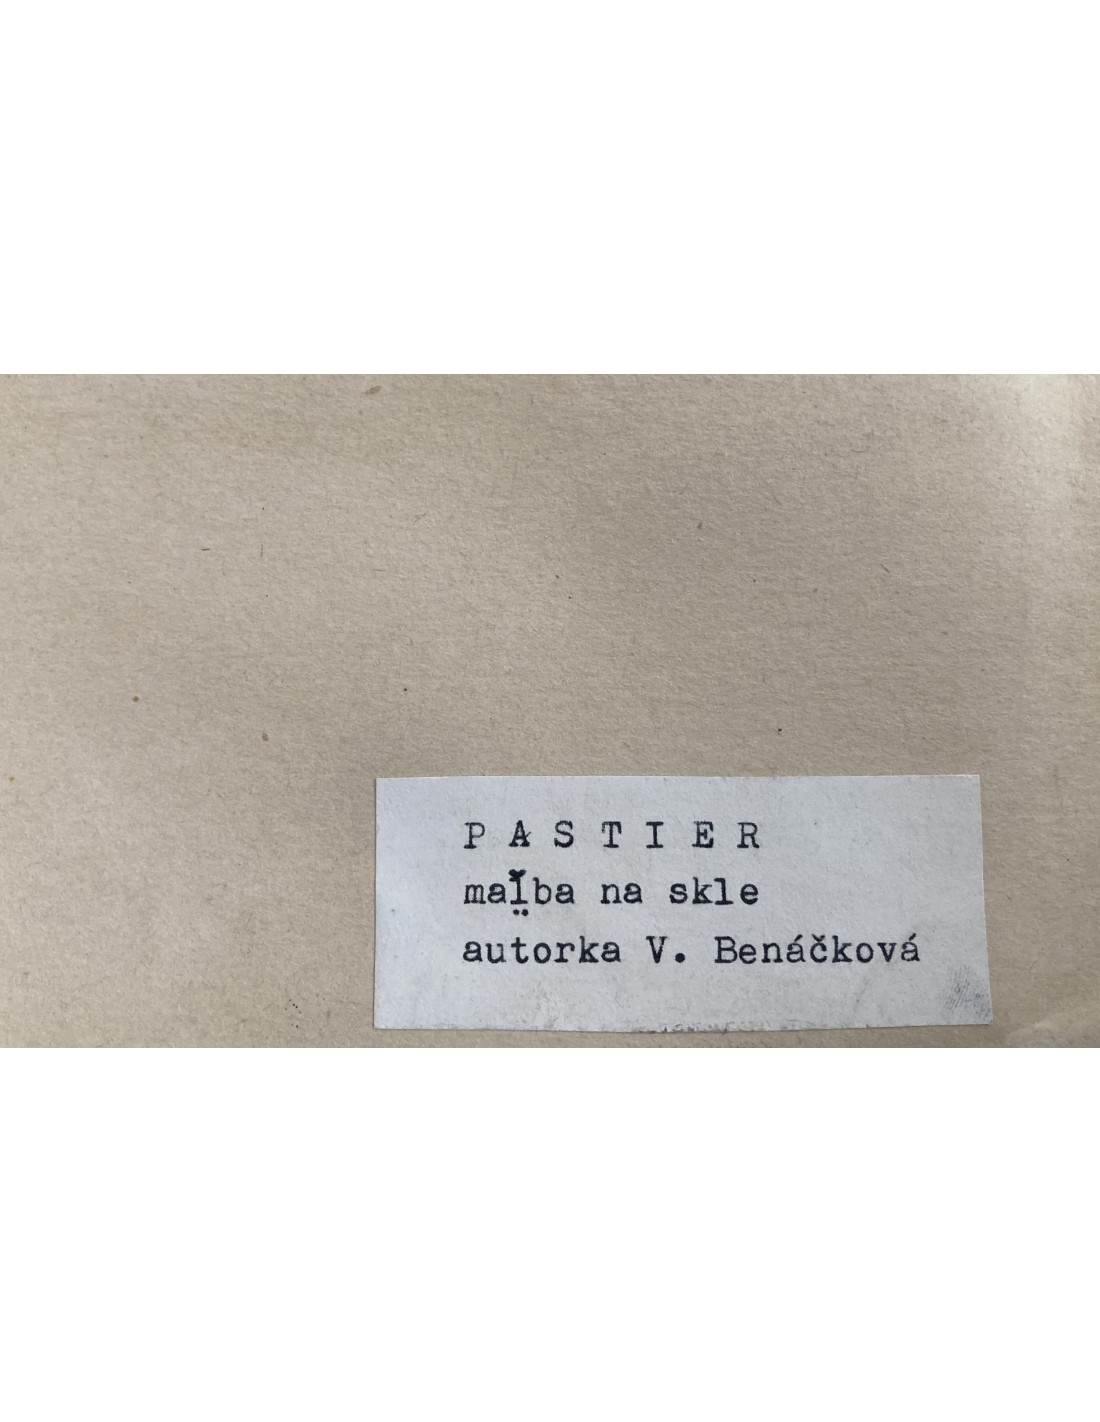 P A S T I E R
maľba na skle
autorka V. Benáčková